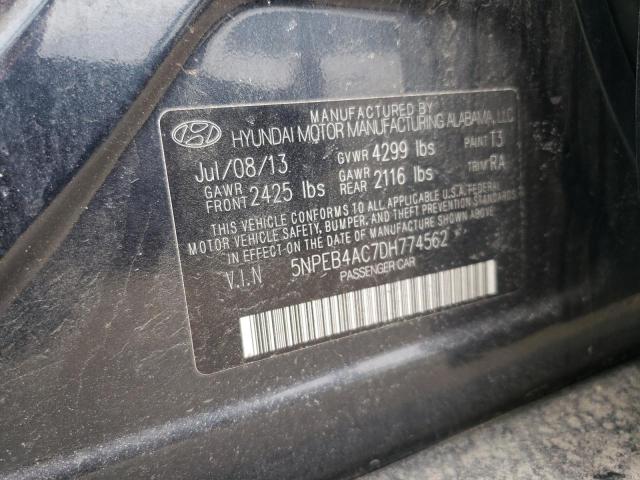 MANUFACTURED BY
HYUNDAI MOTOR MANUFACTURING ALABAMA, LLC
Jul/08/13 GVWR 4299 lbs PAINT T3
GAWR FRONT 2425 lbs GAWR REAR 2116 lbs TRIM RA
THIS VEHICLE CONFORMS TO ALL APPLICABLE U.S.A. FEDERAL
MOTOR VEHICLE SAFETY, BUMPER, AND THEFT PREVENTION STANDARDS
IN EFFECT ON THE DATE OF MANUFACTURE SHOWN ABOVE.
V.I.N 5NPEB4AC7DH774562
PASSENGER CAR